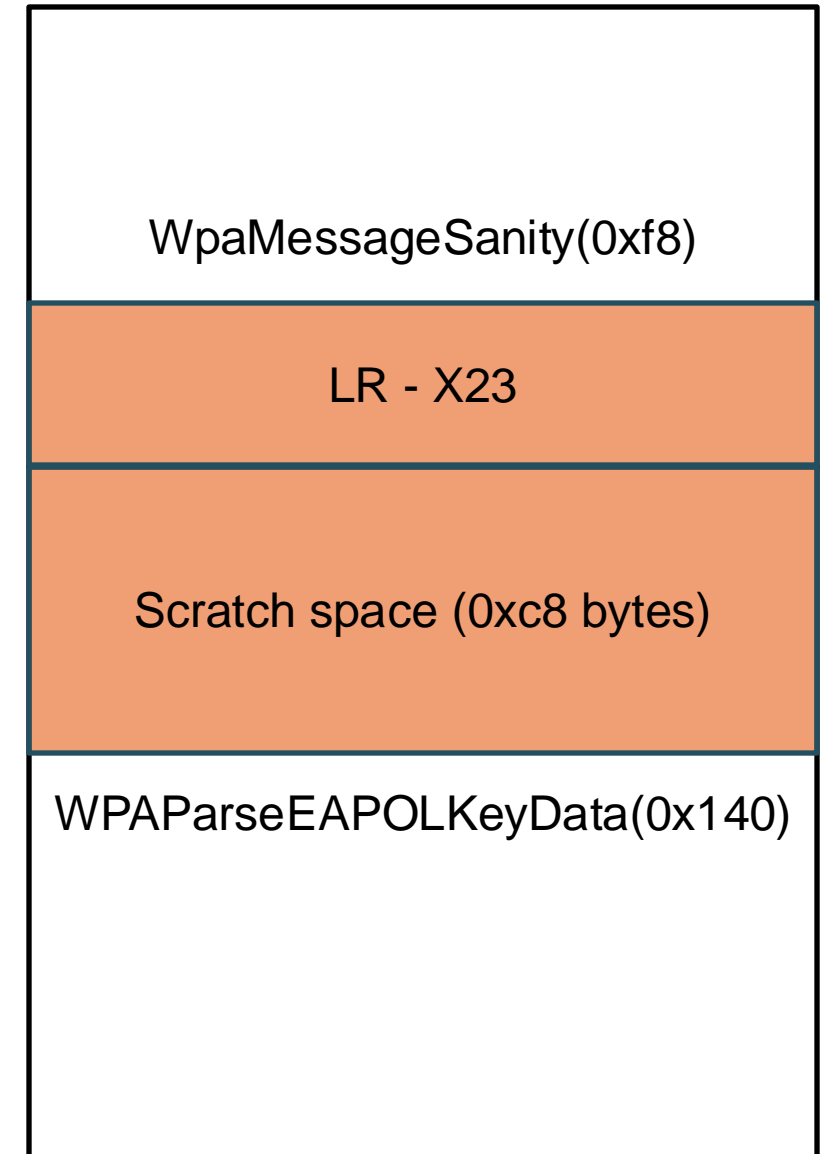 WpaMessageSanity(0xf8)
LR - X23
Scratch space (0xc8 bytes)
WPAParseEAPOLKeyData(0x140)